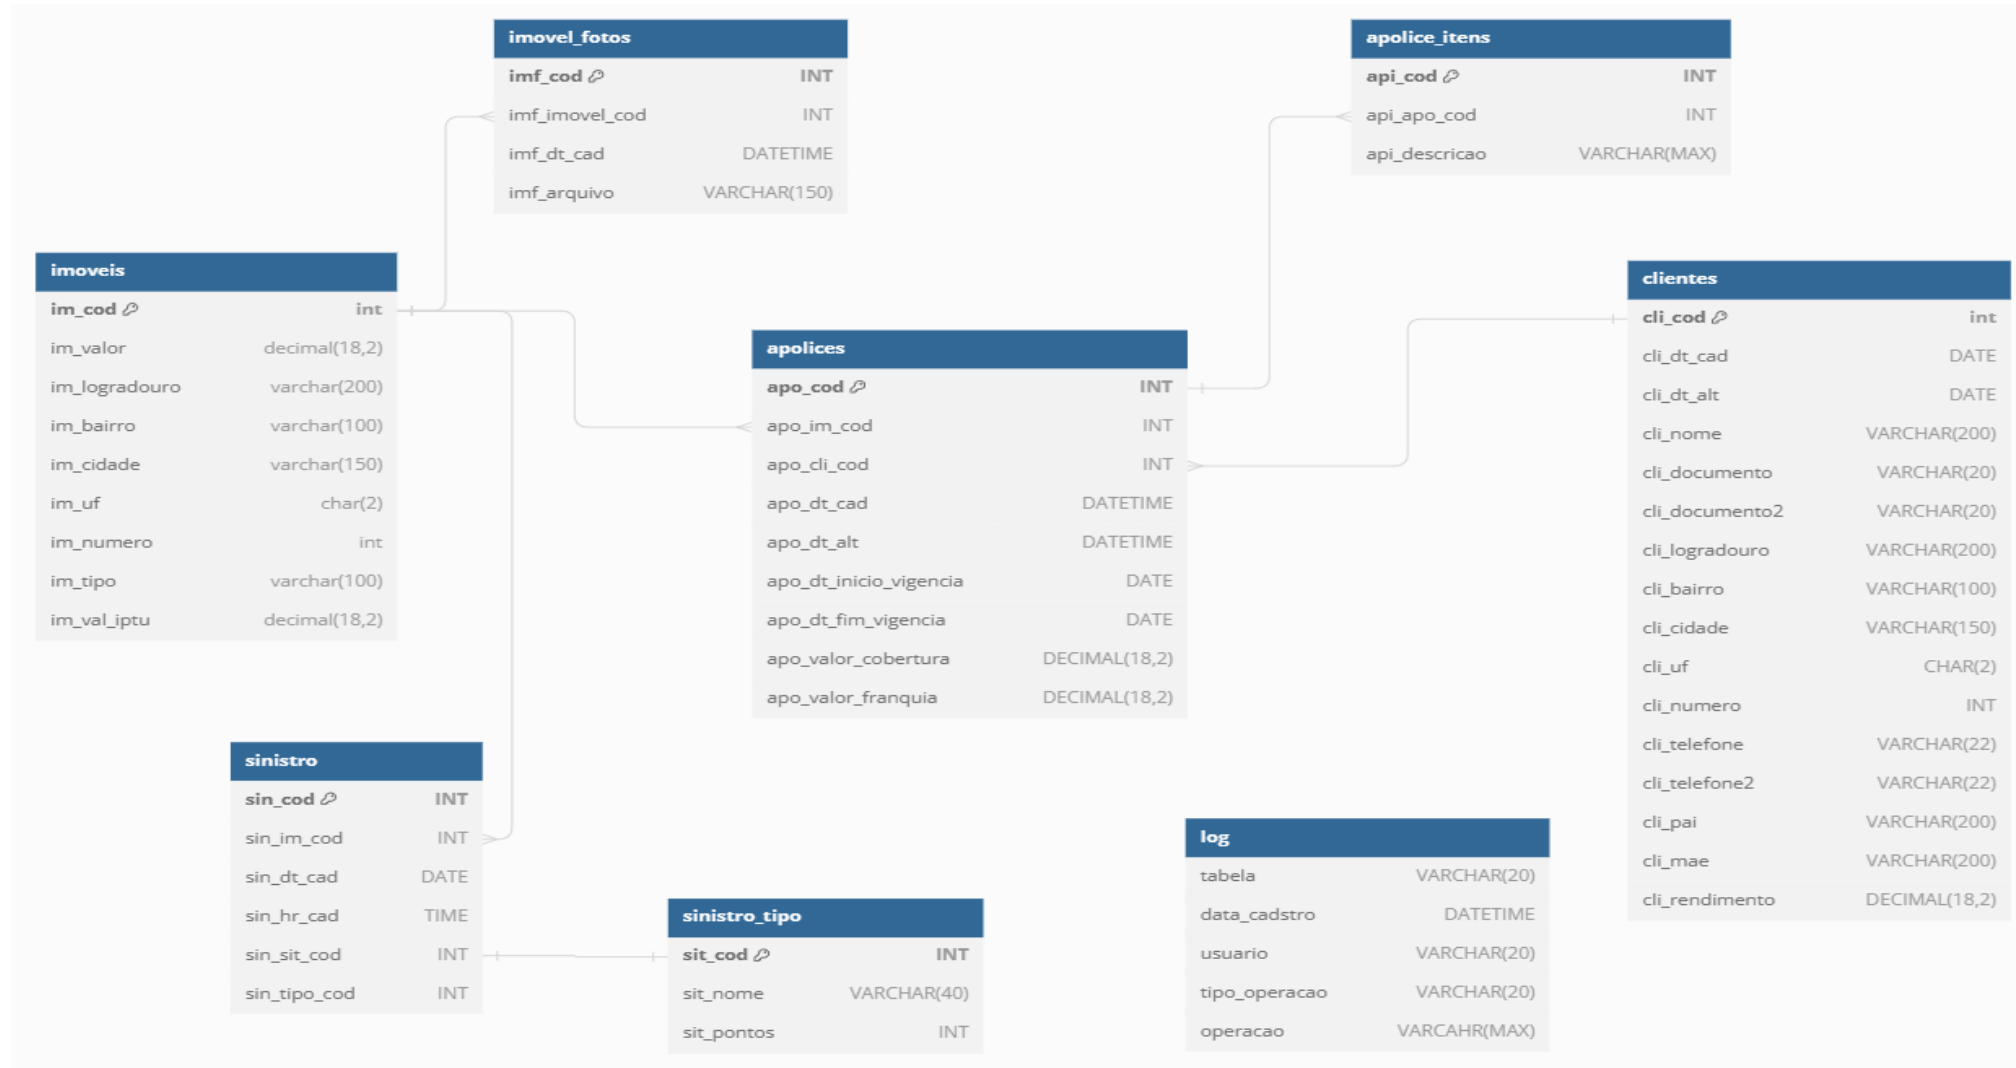 imovel_fotos
imf_cod INT
imf_imovel_cod INT
imf_dt_cad DATETIME
imf_arquivo VARCHAR(150)
apolice_itens
api_cod INT
api_apo_cod INT
api_descricao VARCHAR(MAX)
imoveis
im_cod int
im_valor decimal(18,2)
im_logradouro varchar(200)
im_bairro varchar(100)
im_cidade varchar(150)
im_uf char(2)
im_numero int
im_tipo varchar(100)
im_val_iptu decimal(18,2)
apolices
apo_cod INT
apo_im_cod INT
apo_cli_cod INT
apo_dt_cad DATETIME
apo_dt_alt DATETIME
apo_dt_inicio_vigencia DATE
apo_dt_fim_vigencia DATE
apo_valor_cobertura DECIMAL(18,2)
apo_valor_franquia DECIMAL(18,2)
clientes
cli_cod int
cli_dt_cad DATE
cli_dt_alt DATE
cli_nome VARCHAR(200)
cli_documento VARCHAR(20)
cli_documento2 VARCHAR(20)
cli_logradouro VARCHAR(200)
cli_bairro VARCHAR(100)
cli_cidade VARCHAR(150)
cli_uf CHAR(2)
cli_numero INT
cli_telefone VARCHAR(22)
cli_telefone2 VARCHAR(22)
cli_pai VARCHAR(200)
cli_mae VARCHAR(200)
cli_rendimento DECIMAL(18,2)
sinistro
sin_cod INT
sin_im_cod INT
sin_dt_cad DATE
sin_hr_cad TIME
sin_sit_cod INT
sin_tipo_cod INT
sinistro_tipo
sit_cod INT
sit_nome VARCHAR(40)
sit_pontos INT
log
tabela VARCHAR(20)
data_cadstro DATETIME
usuario VARCHAR(20)
tipo_operacao VARCHAR(20)
operacao VARCAHR(MAX)